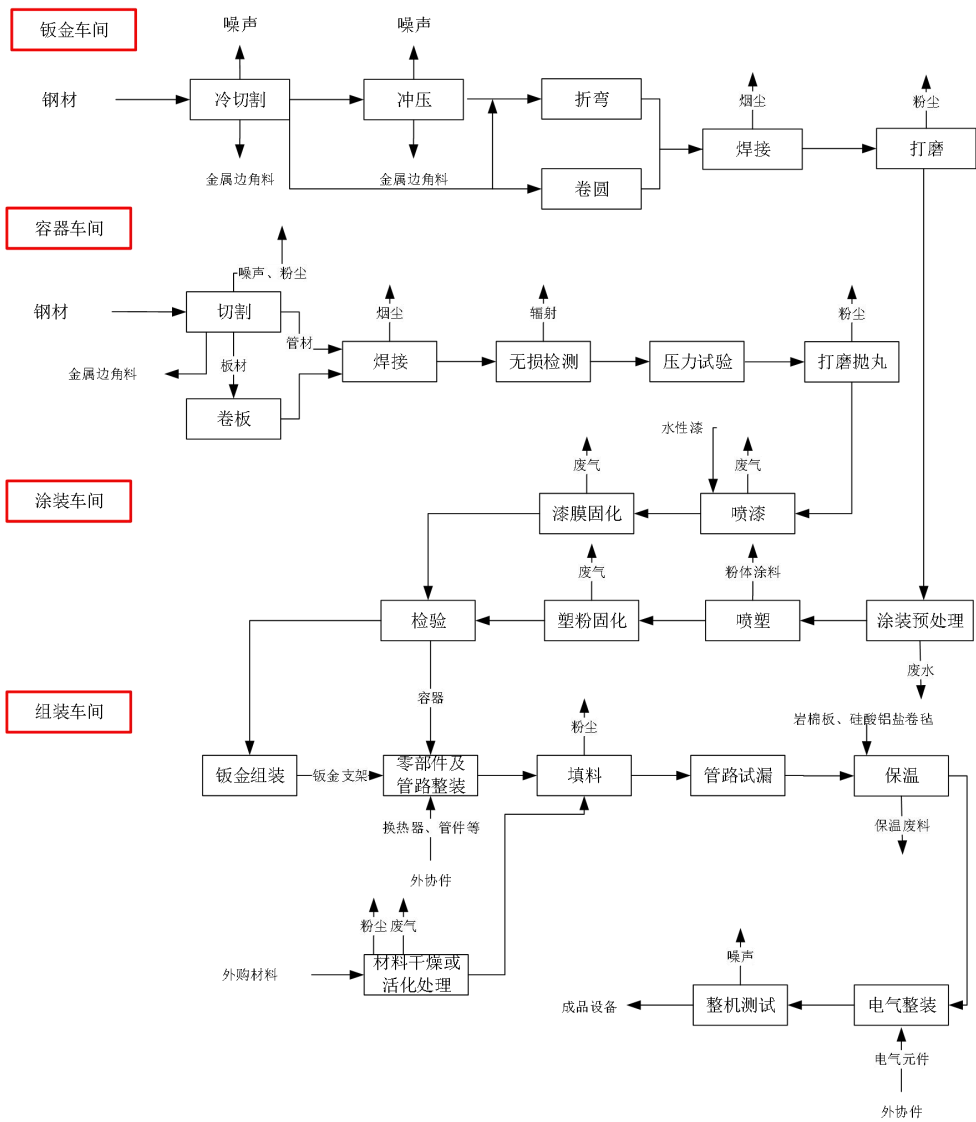 钣金车间
噪声
噪声
钢材
冷切割
冲压
折弯
烟尘
粉尘
焊接
打磨
金属边角料
金属边角料
卷圆
容器车间
噪声、粉尘
钢材
切割
管材
烟尘
辐射
粉尘
焊接
无损检测
压力试验
打磨抛丸
金属边角料
板材
卷板
水性漆
废气
废气
涂装车间
漆膜固化
喷漆
废气
粉体涂料
检验
塑粉固化
喷塑
涂装预处理
废水
容器
组装车间
粉尘
岩棉板、硅酸铝盐卷毡
钣金组装
钣金支架
零部件及
管路整装
填料
管路试漏
保温
换热器、管件等
保温废料
外协件
粉尘
废气
外购材料
材料干燥或
活化处理
噪声
成品设备
整机测试
电气整装
电气元件
外协件